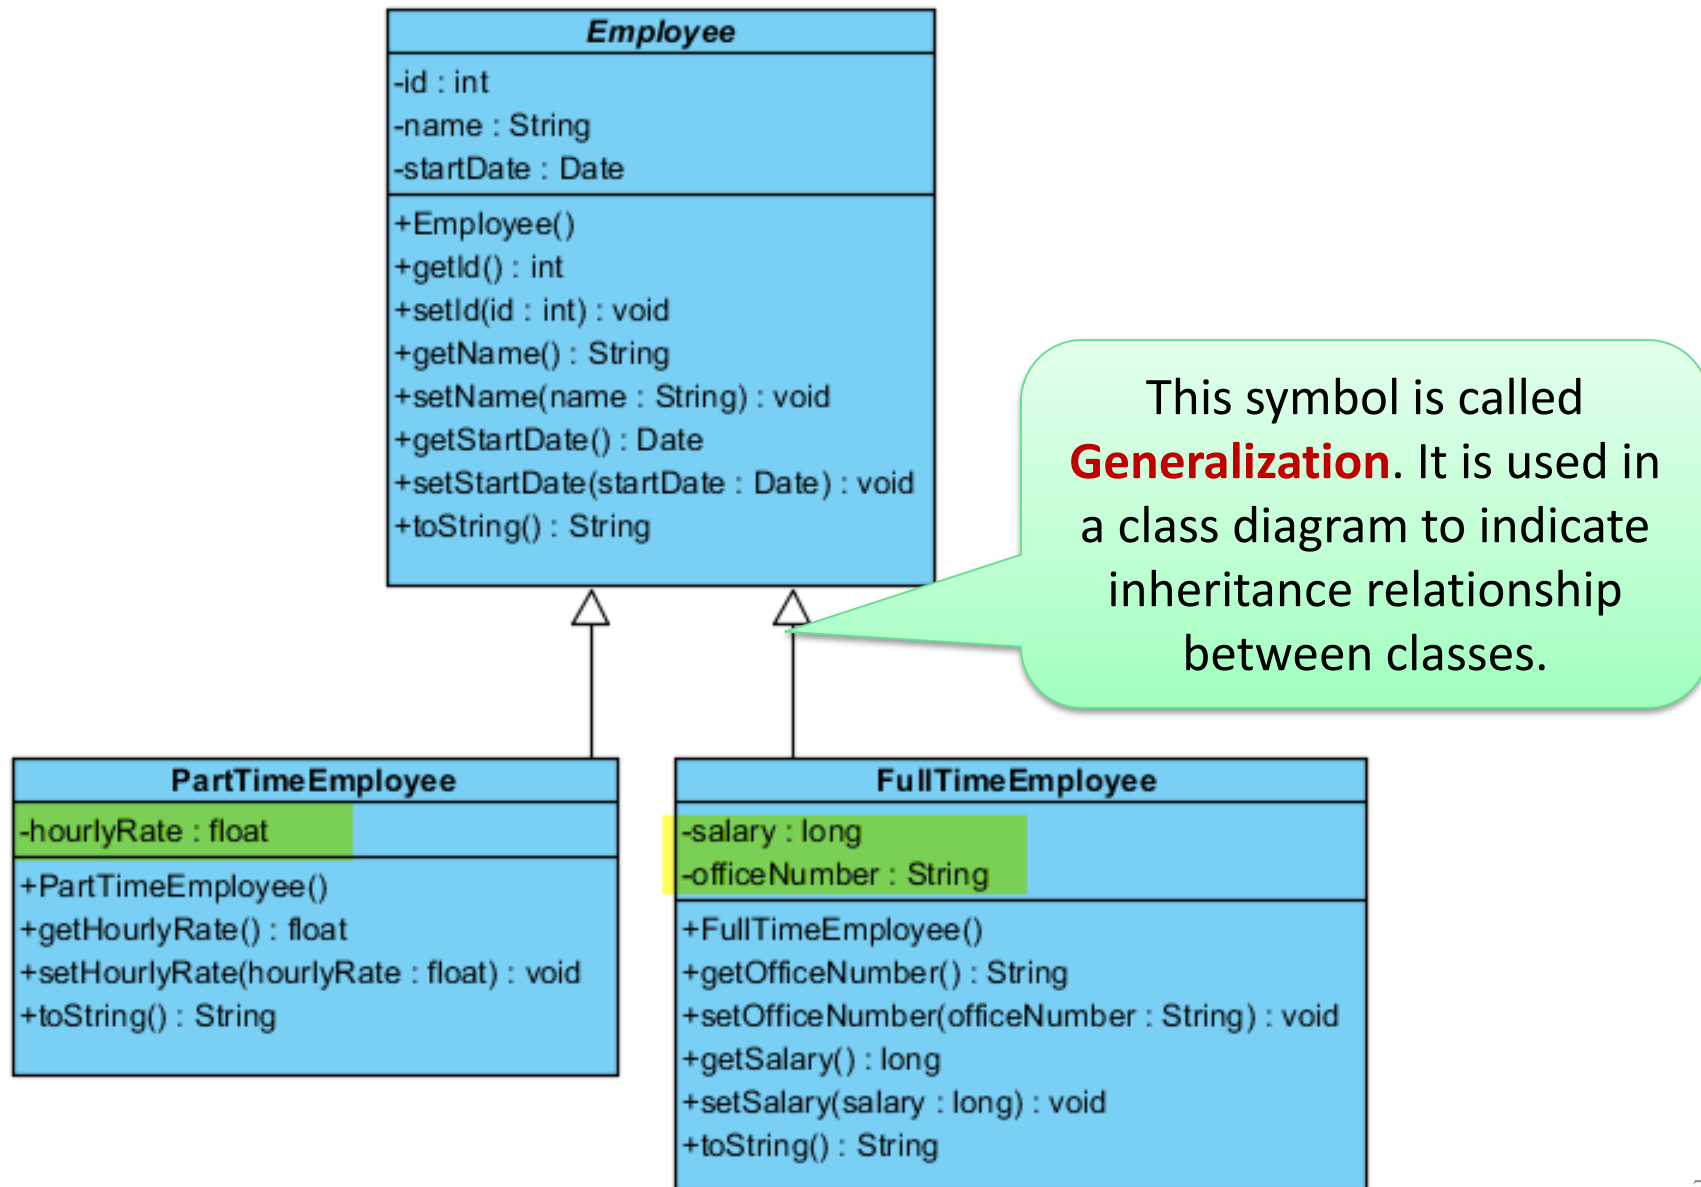 Employee
-id : int
-name : String
-startDate : Date
+Employee()
+getId() : int
+setId(id : int) : void
+getName() : String
+setName(name : String) : void
+getStartDate() : Date
+setStartDate(startDate : Date) : void
+toString() : String
This symbol is called
Generalization. It is used in
a class diagram to indicate
inheritance relationship
between classes.
PartTimeEmployee
-hourlyRate : float
+PartTimeEmployee()
+getHourlyRate() : float
+setHourlyRate(hourlyRate : float) : void
+toString() : String
FullTimeEmployee
-salary : long
-officeNumber : String
+FullTimeEmployee()
+getOfficeNumber() : String
+setOfficeNumber(officeNumber : String) : void
+getSalary() : long
+setSalary(salary : long) : void
+toString() : String